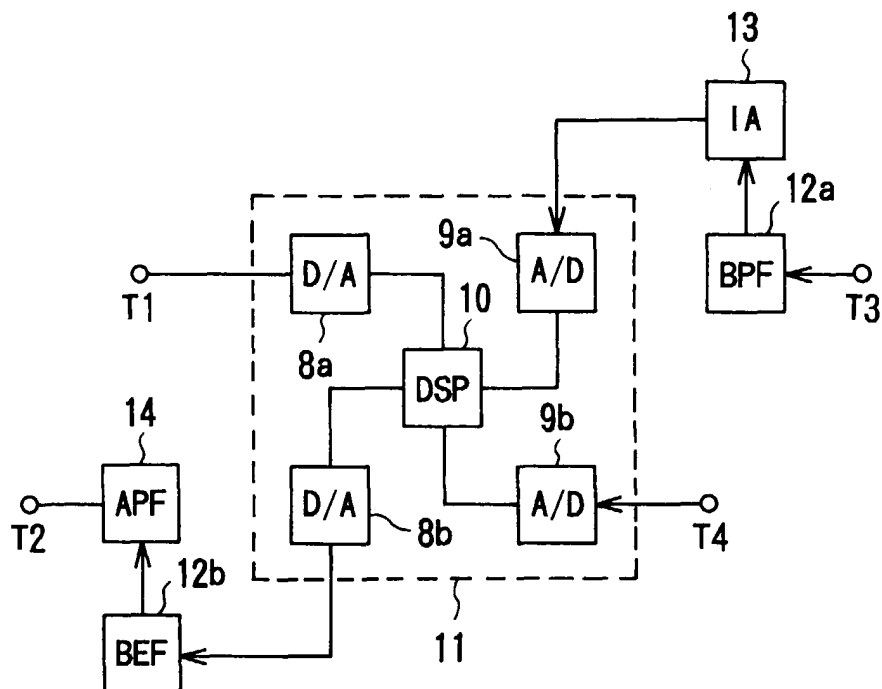 13
IA
12a
9a
D/A
A/D
BPF
T1
10
T3
8a
DSP
14
9b
APF
D/A
A/D
T2
8b
T4
12b
BEF
11